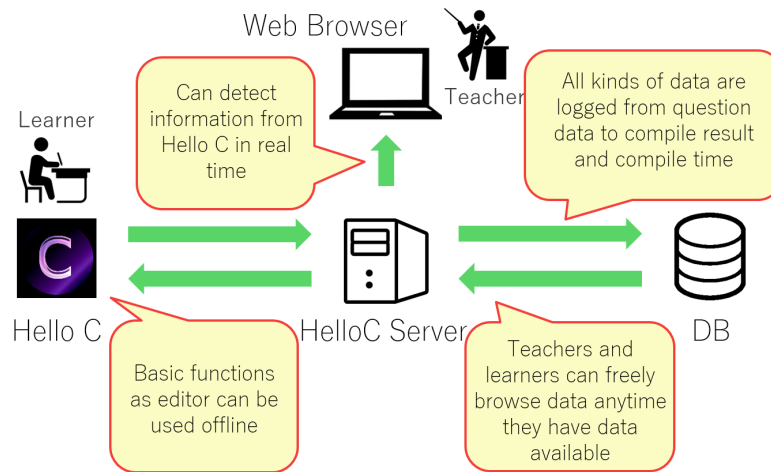 Web Browser
Teacher
Can detect
information from
Hello C in real
time
All kinds of data are
logged from question
data to compile result
and compile time
Learner
C
Hello C
HelloC Server
DB
Basic functions
as editor can be
used offline
Teachers and
learners can freely
browse data anytime
they have data
available